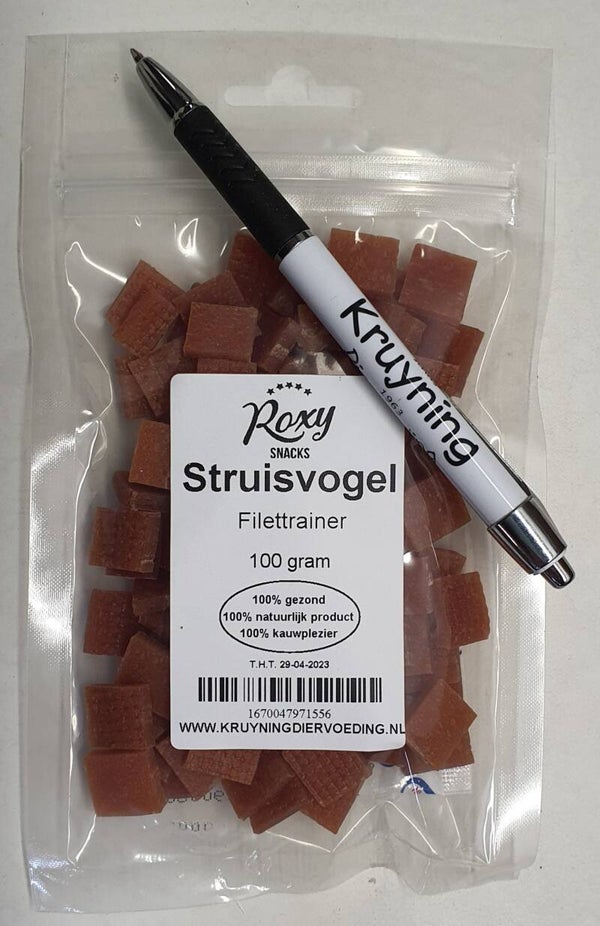 Kruyning
1963
Roxy
SNACKS
Struisvogel
Filettrainer
100 gram
100% gezond
100% natuurlijk product
100% kauwplezier
T.H.T. 29-04-2023
1670047971556
WWW.KRUYNINGDIERVOEDING.NL